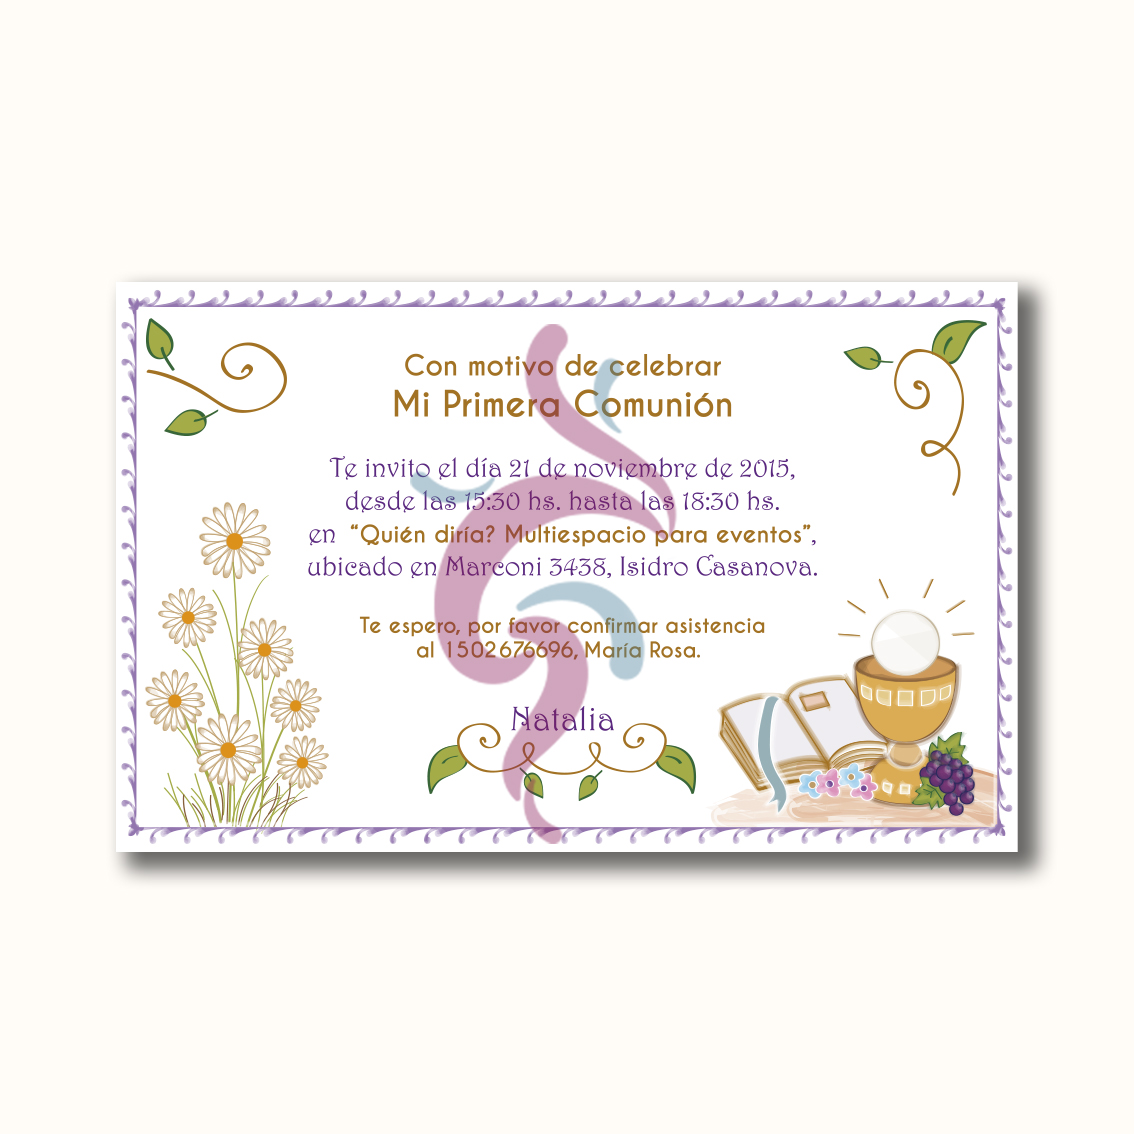 Con motivo de celebrar
Mi Primera Comunión
Te invito el día 21 de noviembre de 2015,
desde las 15:30 hs. hasta las 18:30 hs.
en “Quién diría? Multiespacio para eventos”,
ubicado en Marconi 3438, Isidro Casanova.
Te espero, por favor confirmar asistencia
al 1502676696, María Rosa.
Natalia